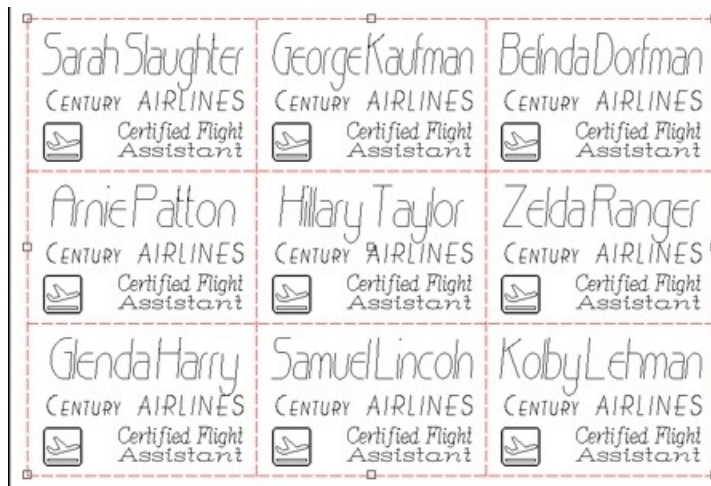 Sarah Slaughter
CENTURY AIRLINES
Certified Flight
Assistant
George Kaufman
CENTURY AIRLINES
Certified Flight
Assistant
Belinda Dorfman
CENTURY AIRLINES
Certified Flight
Assistant
Arnie Patton
CENTURY AIRLINES
Certified Flight
Assistant
Hillary Taylor
CENTURY AIRLINES
Certified Flight
Assistant
Zelda Ranger
CENTURY AIRLINES
Certified Flight
Assistant
Glenda Harry
CENTURY AIRLINES
Certified Flight
Assistant
Samuel Lincoln
CENTURY AIRLINES
Certified Flight
Assistant
Kolby Lehman
CENTURY AIRLINES
Certified Flight
Assistant